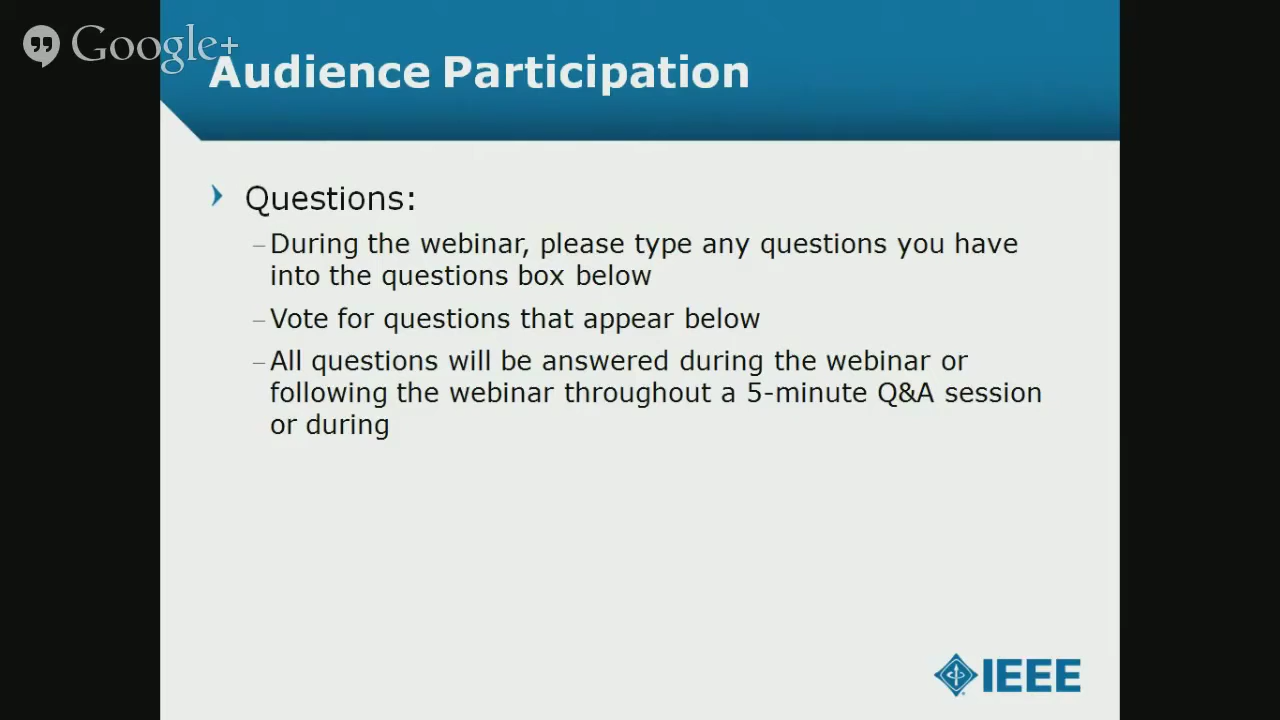 Google+
Audience Participation
Questions:
–During the webinar, please type any questions you have
into the questions box below
–Vote for questions that appear below
–All questions will be answered during the webinar or
following the webinar throughout a 5-minute Q&A session
or during
IEEE